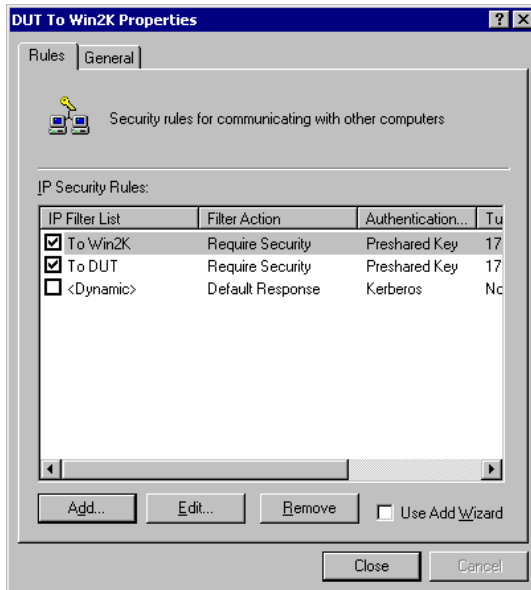 DUT To Win2K Properties
Rules General
Security rules for communicating with other computers
IP Security Rules:
IP Filter List Filter Action Authentication... Tu
To Win2K Require Security Preshared Key 17
To DUT Require Security Preshared Key 17
<Dynamic> Default Response Kerberos No
Add... Edit... Remove Use Add Wizard
Close Cancel